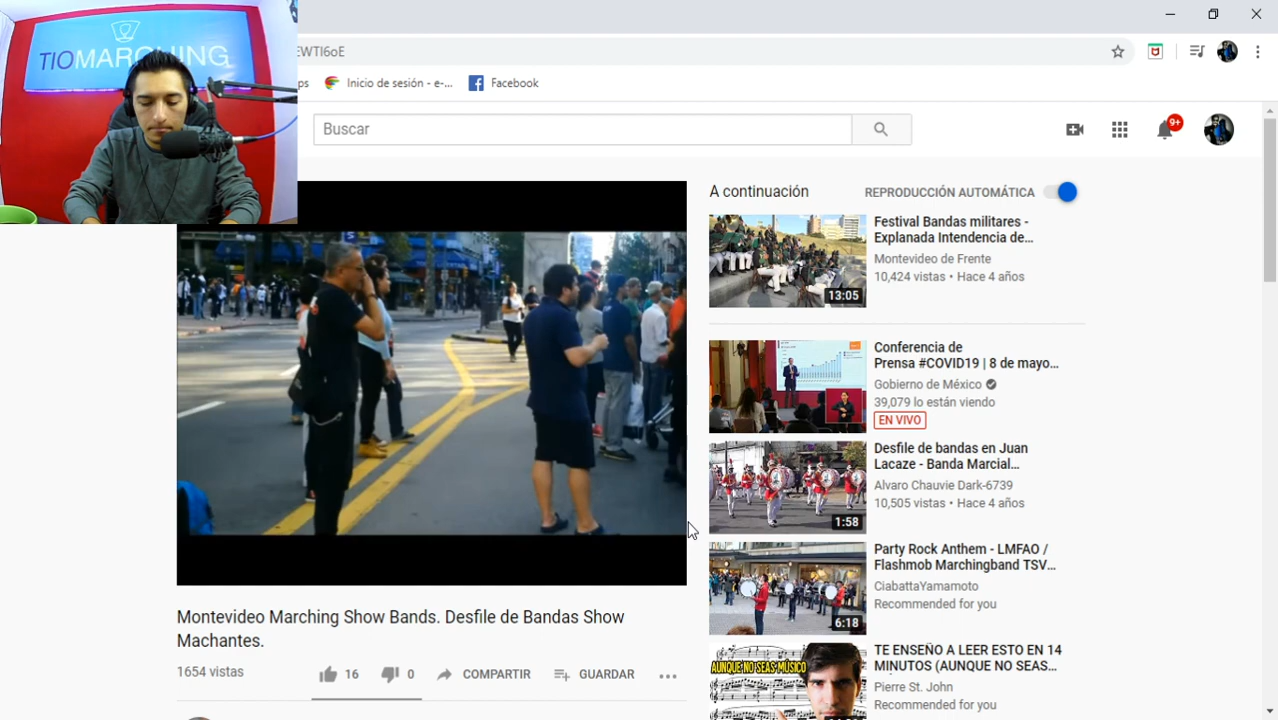 TIOMARCHING
EWTI6oE
ps
Inicio de sesión - e-...
Facebook
Buscar
9+
A continuación
REPRODUCCIÓN AUTOMÁTICA
13:05
Festival Bandas militares -
Explanada Intendencia de...
Montevideo de Frente
10,424 vistas • Hace 4 años
Conferencia de
Prensa #COVID19 | 8 de mayo...
Gobierno de México
39,079 lo están viendo
EN VIVO
1:58
Desfile de bandas en Juan
Lacaze - Banda Marcial...
Alvaro Chauvie Dark-6739
10,505 vistas • Hace 4 años
6:18
Party Rock Anthem - LMFAO /
Flashmob Marchingband TSV...
CiabattaYamamoto
Recommended for you
AUNQUE NO SEAS
MÚSICO
TE ENSEÑO A LEER ESTO EN 14
MINUTOS (AUNQUE NO SEAS...
Pierre St. John
Recommended for you
Montevideo Marching Show Bands. Desfile de Bandas Show
Machantes.
1654 vistas
16
0
COMPARTIR
GUARDAR